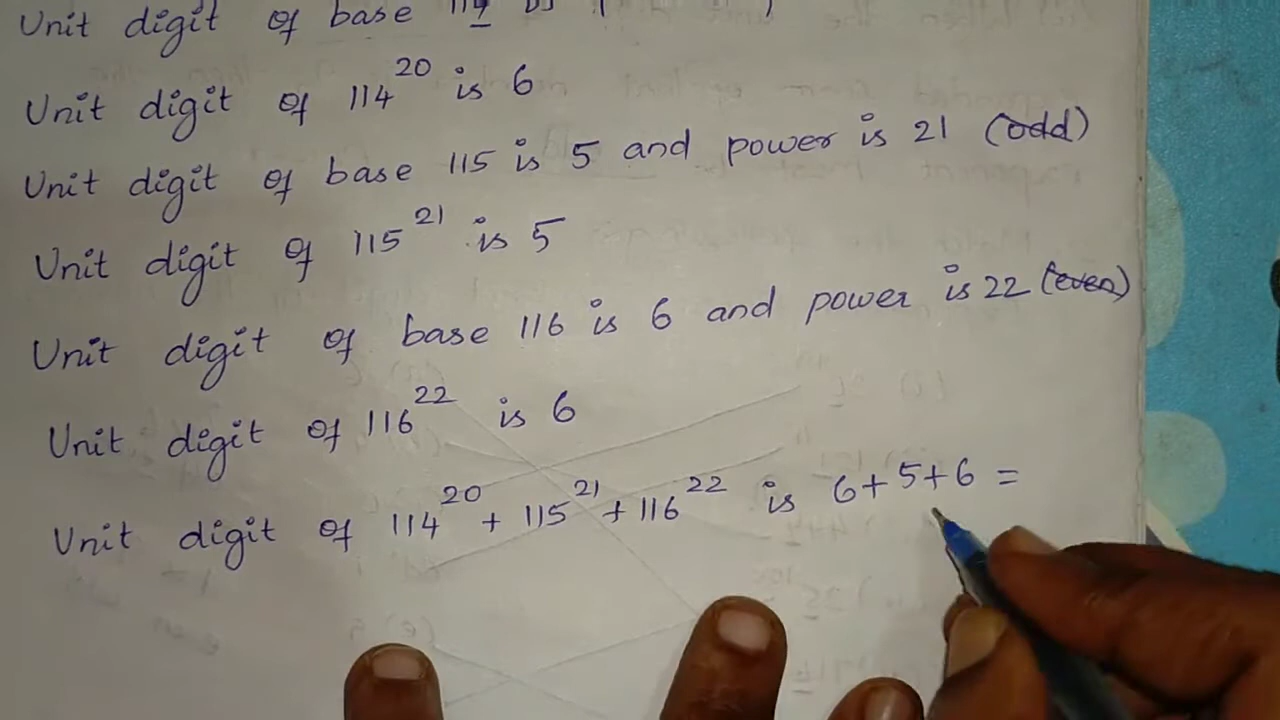 Unit digit of base 114 is
Unit digit of 114^20 is 6
Unit digit of base 115 is 5 and power is 21 (odd)
Unit digit of 115^21 is 5
Unit digit of base 116 is 6 and power is 22 (even)
Unit digit of 116^22 is 6
Unit digit of 114^20 + 115^21 + 116^22 is 6+5+6 =